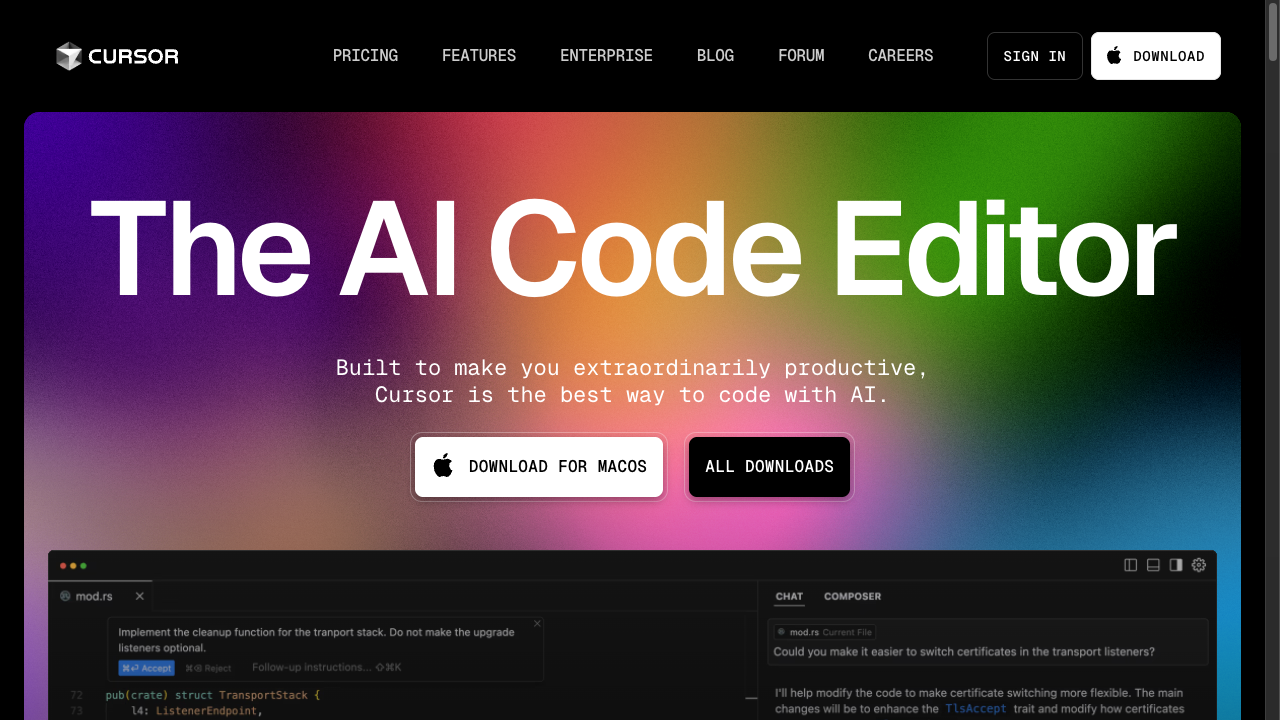 CURSOR
PRICING
FEATURES
ENTERPRISE
BLOG
FORUM
CAREERS
SIGN IN
DOWNLOAD
The AI Code Editor
Built to make you extraordinarily productive,
Cursor is the best way to code with AI.
DOWNLOAD FOR MACOS
ALL DOWNLOADS
mod.rs
Implement the cleanup function for the tranport stack. Do not make the upgrade
listeners optional.
⌘⏎ Accept
⌘⌫ Reject
Follow-up instructions... ⇧⌘K
72 pub(crate) struct TransportStack {
73 l4: ListenerEndpoint,
CHAT
COMPOSER
mod.rs Current File
Could you make it easier to switch certificates in the transport listeners?
I'll help modify the code to make certificate switching more flexible. The main
changes will be to enhance the TlsAccept trait and modify how certificates